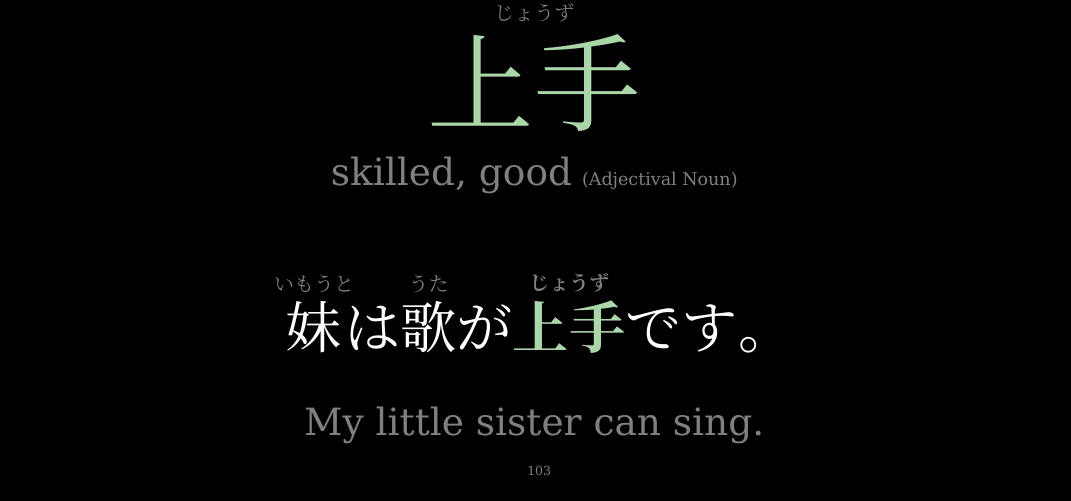 じょうず
上手
skilled, good (Adjectival Noun)
いもうと うた じょうず
妹は歌が上手です。
My little sister can sing.
103